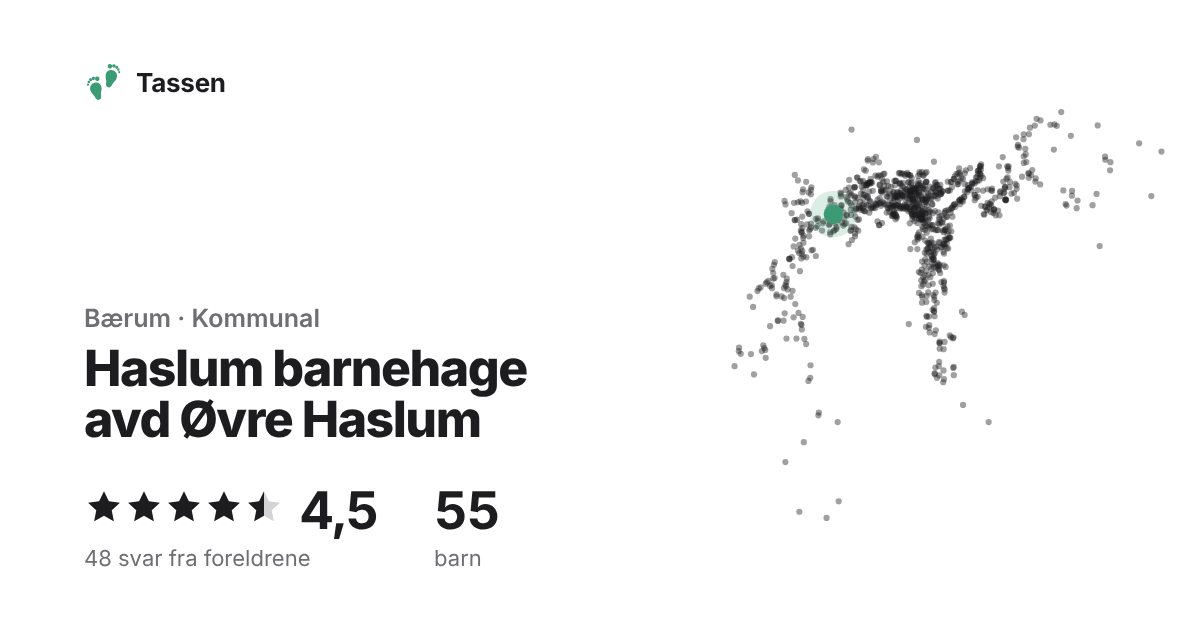 Tassen
Bærum · Kommunal
Haslum barnehage
avd Øvre Haslum
4,5
55
48 svar fra foreldrene
barn